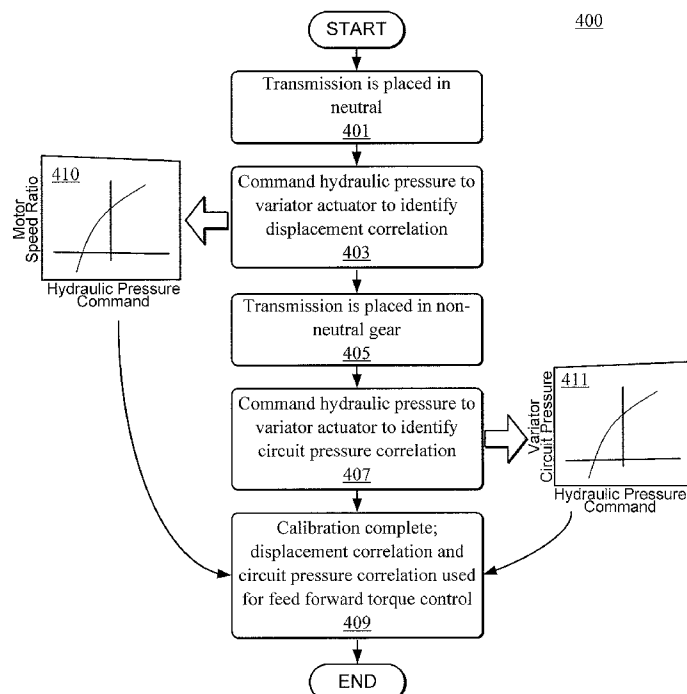 START
400
Transmission is placed in
neutral
401
410
Motor
Speed Ratio
Hydraulic Pressure
Command
Command hydraulic pressure to
variator actuator to identify
displacement correlation
403
Transmission is placed in non-
neutral gear
405
Command hydraulic pressure to
variator actuator to identify
circuit pressure correlation
407
411
Variator
Circuit Pressure
Hydraulic Pressure
Command
Calibration complete;
displacement correlation and
circuit pressure correlation used
for feed forward torque control
409
END